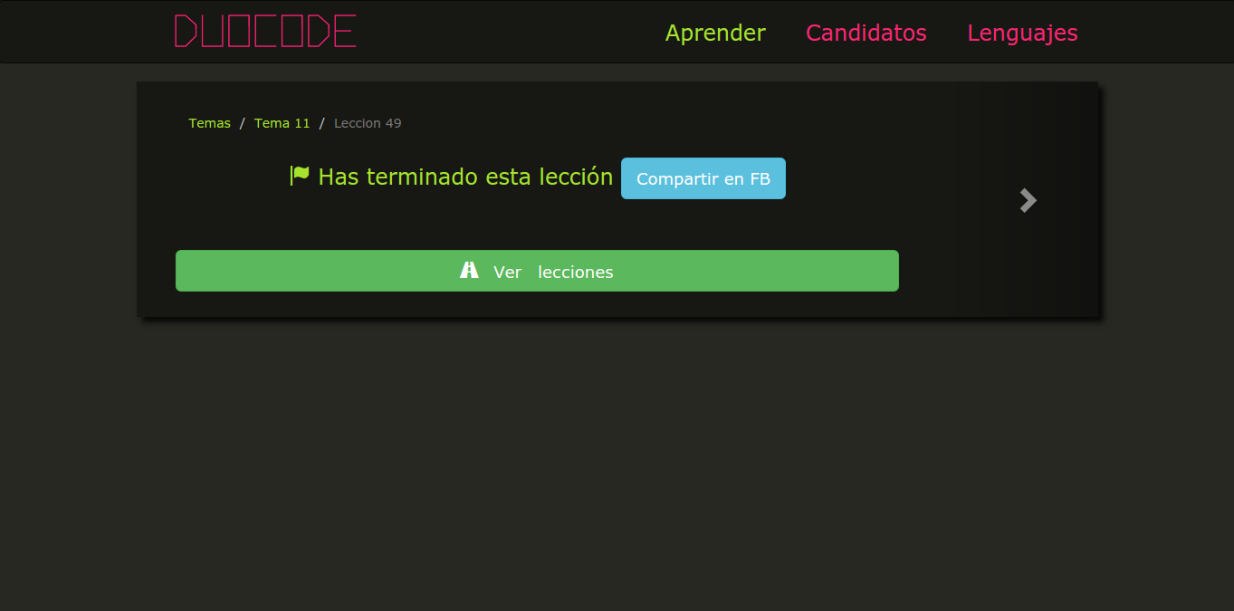 DUOCODE Aprender Candidatos Lenguajes
Temas / Tema 11 / Leccion 49
Has terminado esta lección Compartir en FB
Ver lecciones